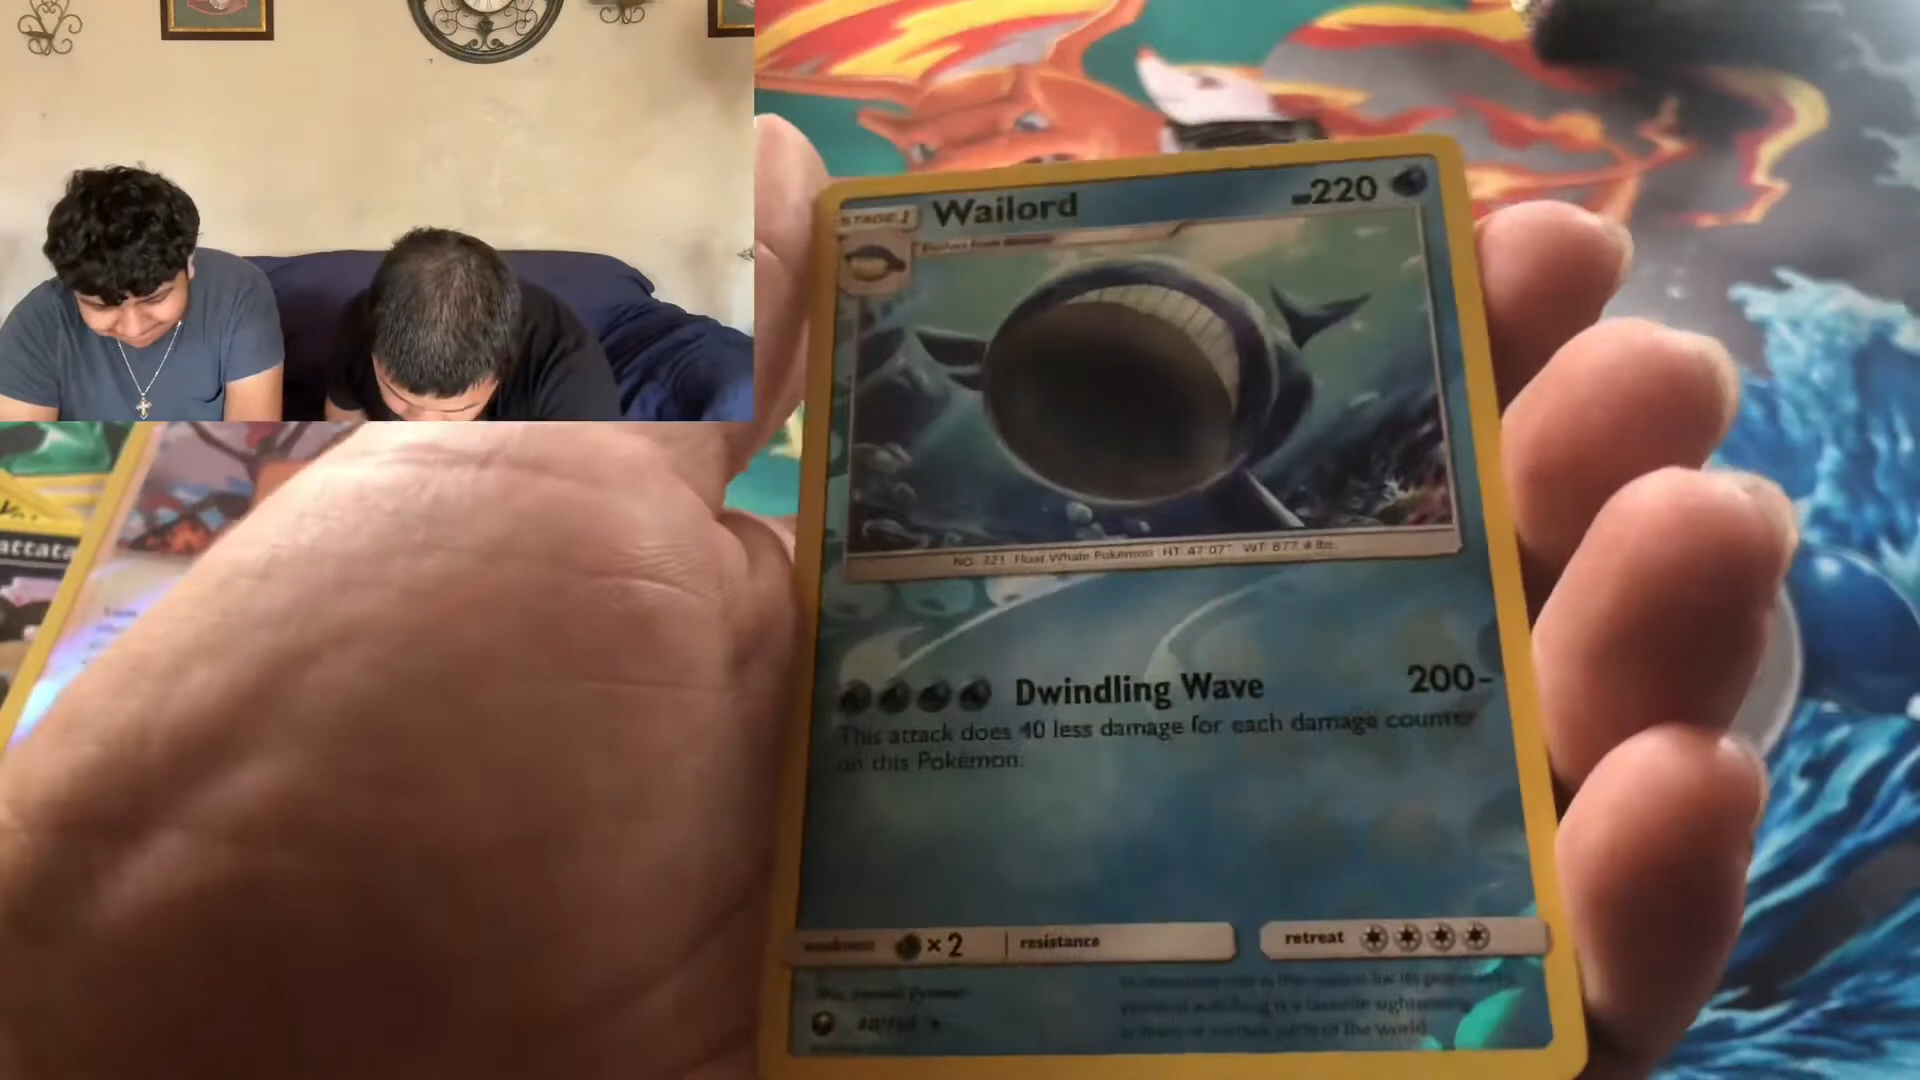 STAGE 1
Wailord
220
NO. 321 Float Whale Pokémon HT: 47'07" WT: 877.4 lbs.
Dwindling Wave 200-
This attack does 40 less damage for each damage counter
on this Pokémon.
weakness ×2 resistance
retreat
attata